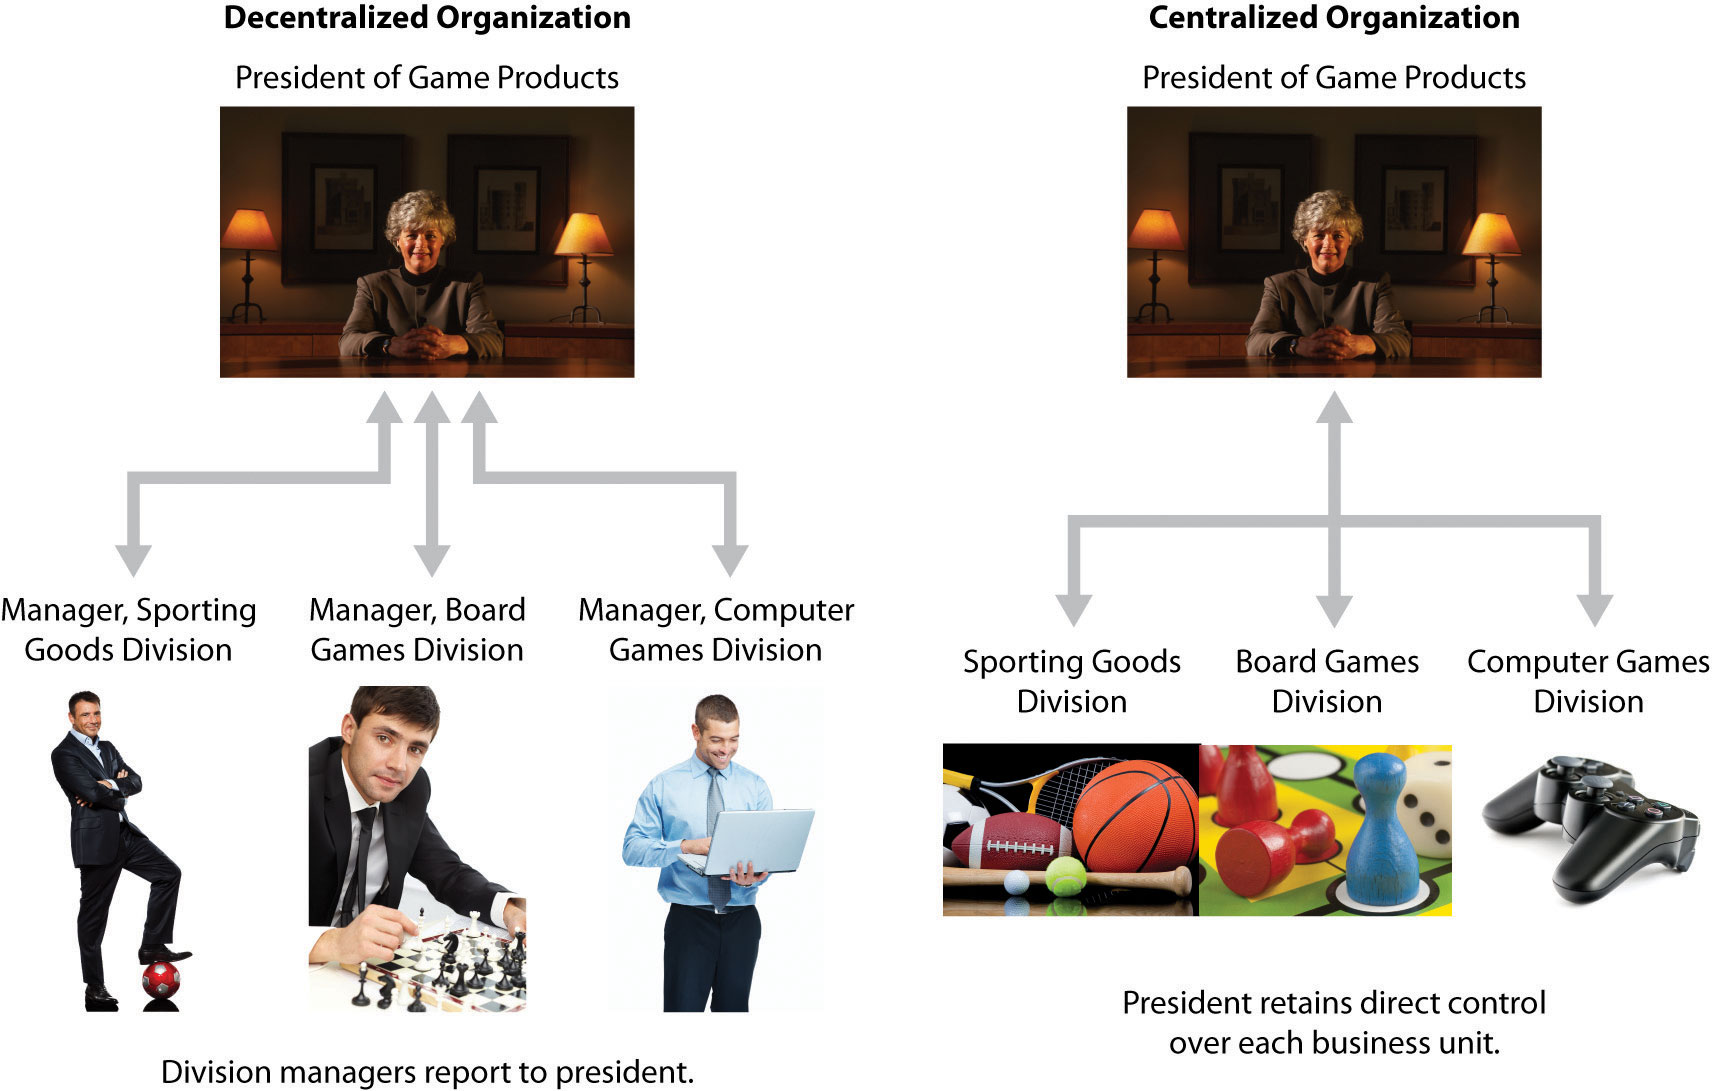 Decentralized Organization
President of Game Products
Manager, Sporting
Goods Division
Manager, Board
Games Division
Manager, Computer
Games Division
Division managers report to president.
Centralized Organization
President of Game Products
Sporting Goods
Division
Board Games
Division
Computer Games
Division
President retains direct control
over each business unit.